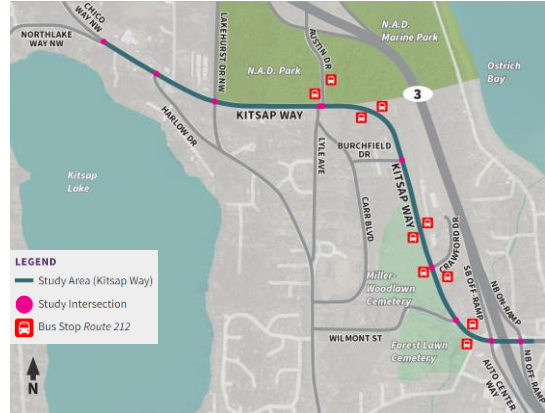 CHICO
WAY NW
NORTHLAKE
WAY NW
LAKEHURST DR NW
AUSTIN DR
N.A.D.
Marine Park
Ostrich
Bay
N.A.D. Park
3
KITSAP WAY
HARLOW DR
LYLE AVE
BURCHFIELD
DR
KITSAP WAY
Kitsap
Lake
CARR BLVD
CRAWFORD DR
SB OFF-RAMP
NB ON-RAMP
Miller-
Woodlawn
Cemetery
WILMONT ST
Forest Lawn
Cemetery
AUTO CENTER
WAY
NB OFF-RAMP
LEGEND
Study Area (Kitsap Way)
Study Intersection
Bus Stop Route 212
N